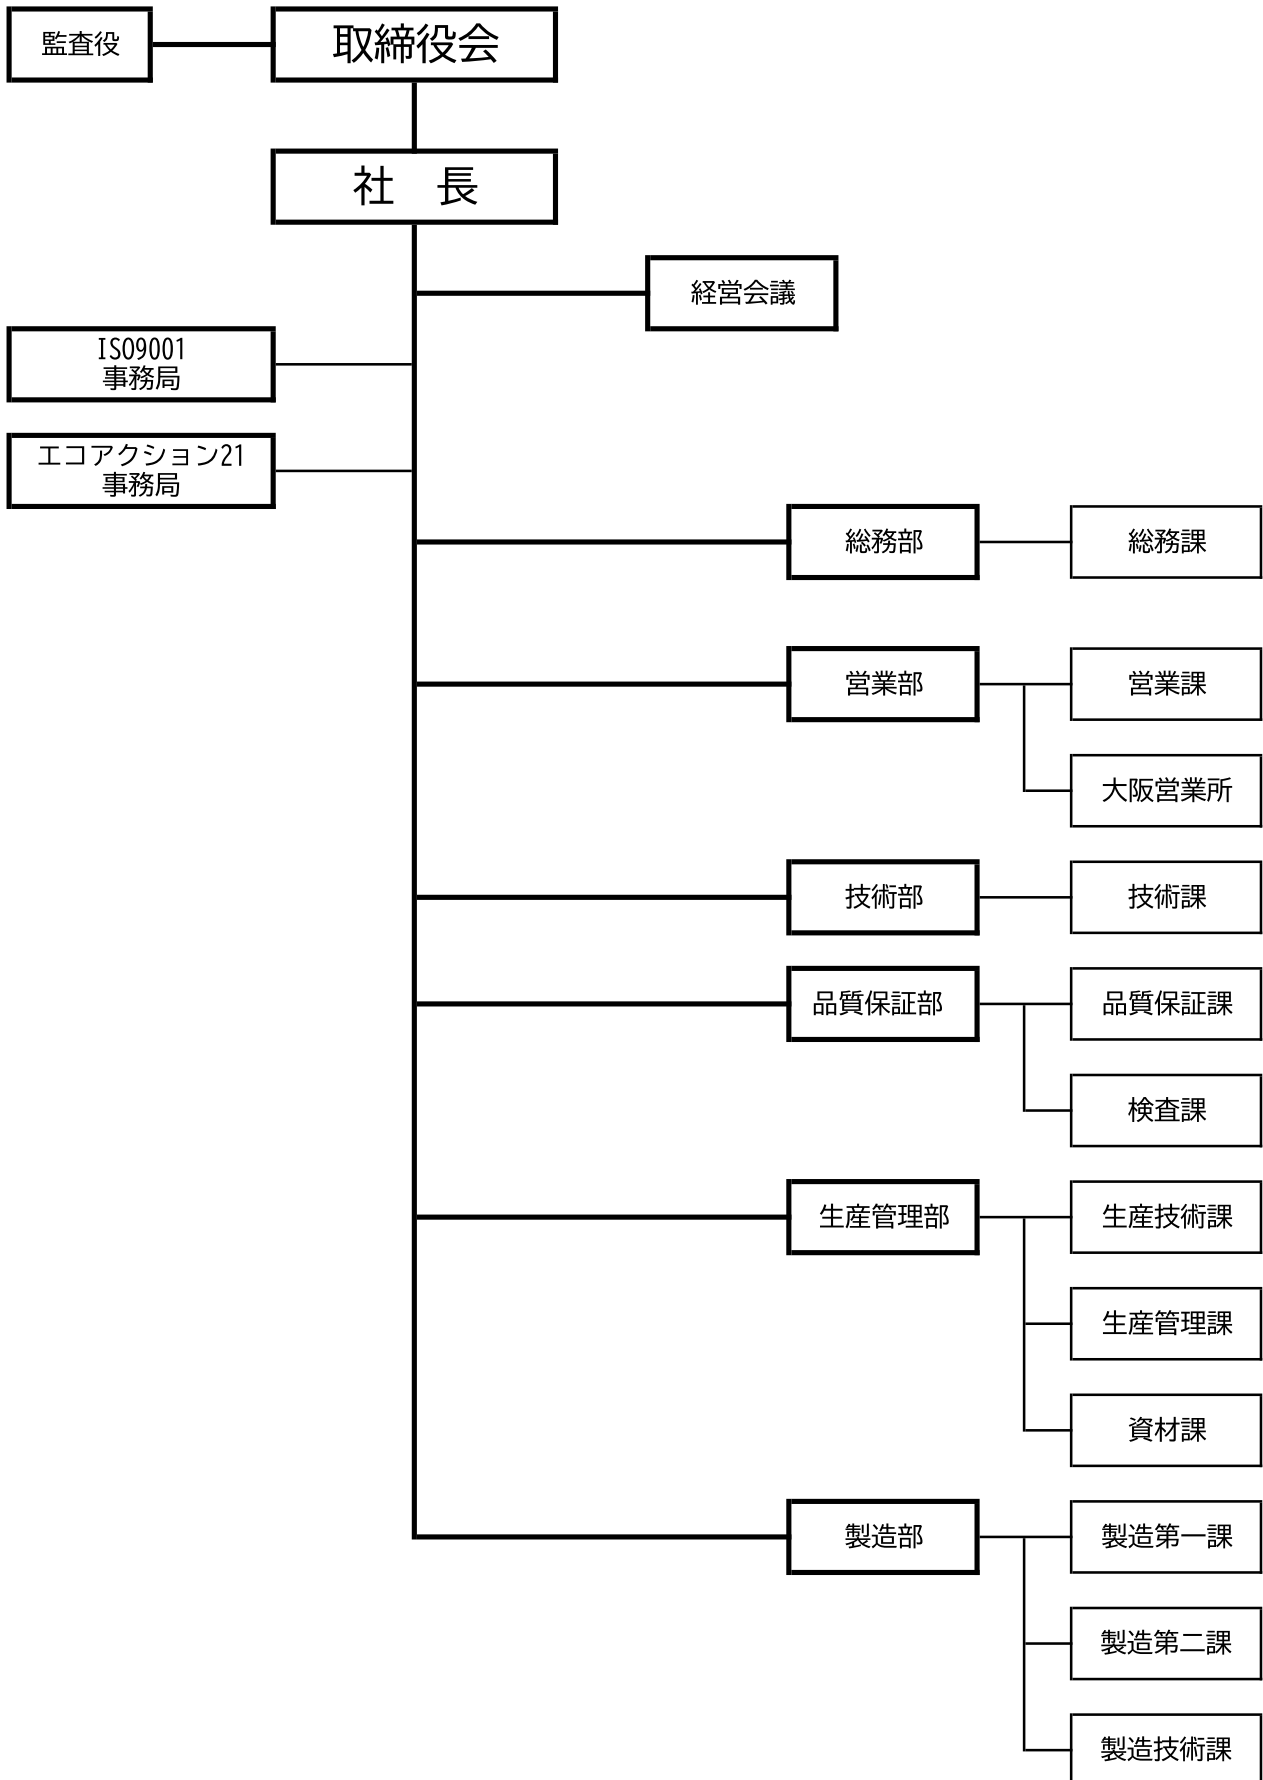 監査役
取締役会
社　長
経営会議
ISO9001
事務局
エコアクション21
事務局
総務部
総務課
営業部
営業課
大阪営業所
技術部
技術課
品質保証部
品質保証課
検査課
生産管理部
生産技術課
生産管理課
資材課
製造部
製造第一課
製造第二課
製造技術課